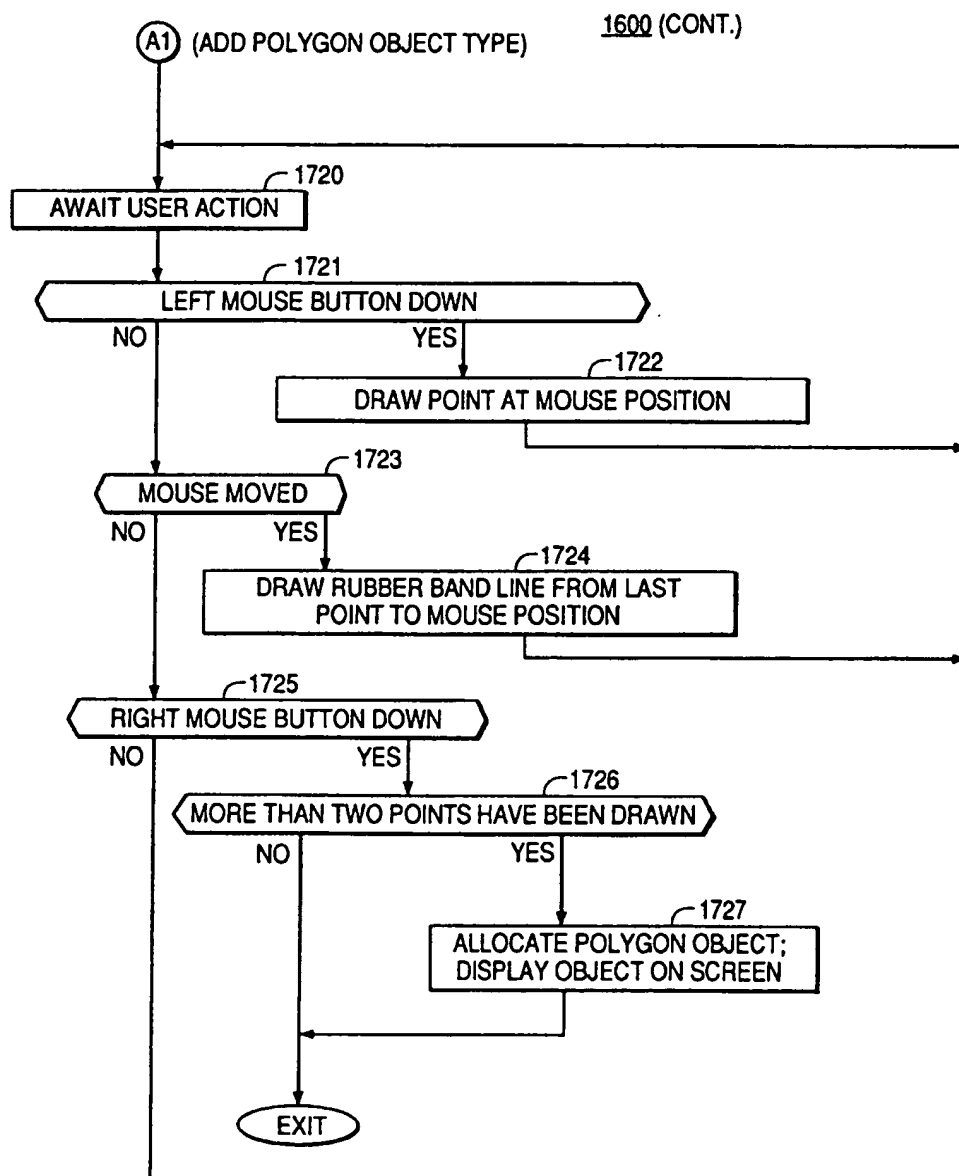 1600 (CONT.)
A1 (ADD POLYGON OBJECT TYPE)
1720
AWAIT USER ACTION
1721
LEFT MOUSE BUTTON DOWN
NO YES
1722
DRAW POINT AT MOUSE POSITION
1723
MOUSE MOVED
NO YES
1724
DRAW RUBBER BAND LINE FROM LAST
POINT TO MOUSE POSITION
1725
RIGHT MOUSE BUTTON DOWN
NO YES
1726
MORE THAN TWO POINTS HAVE BEEN DRAWN
NO YES
1727
ALLOCATE POLYGON OBJECT;
DISPLAY OBJECT ON SCREEN
EXIT